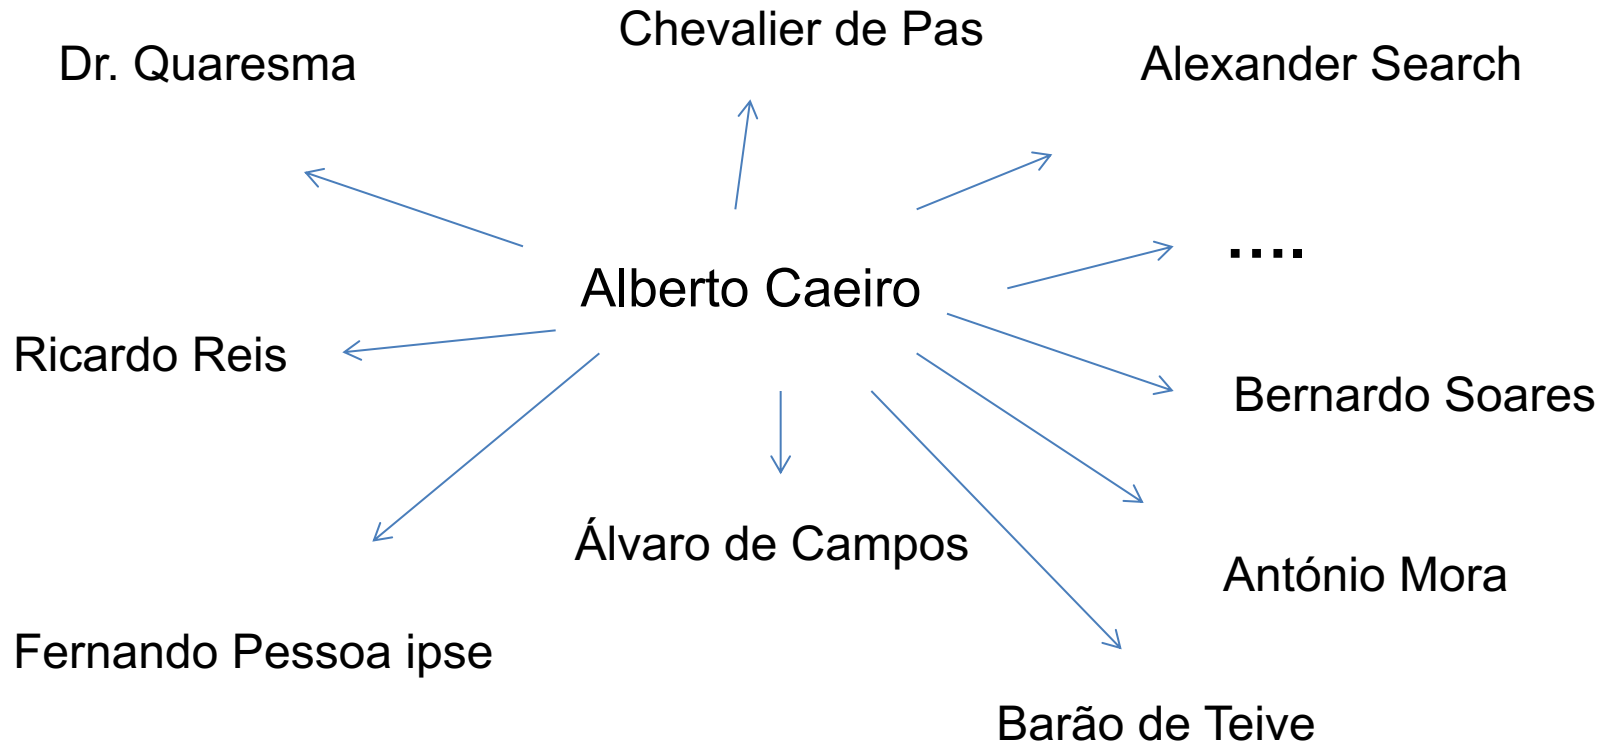 Chevalier de Pas
Dr. Quaresma
Alexander Search
....
Alberto Caeiro
Ricardo Reis
Bernardo Soares
Álvaro de Campos
António Mora
Fernando Pessoa ipse
Barão de Teive